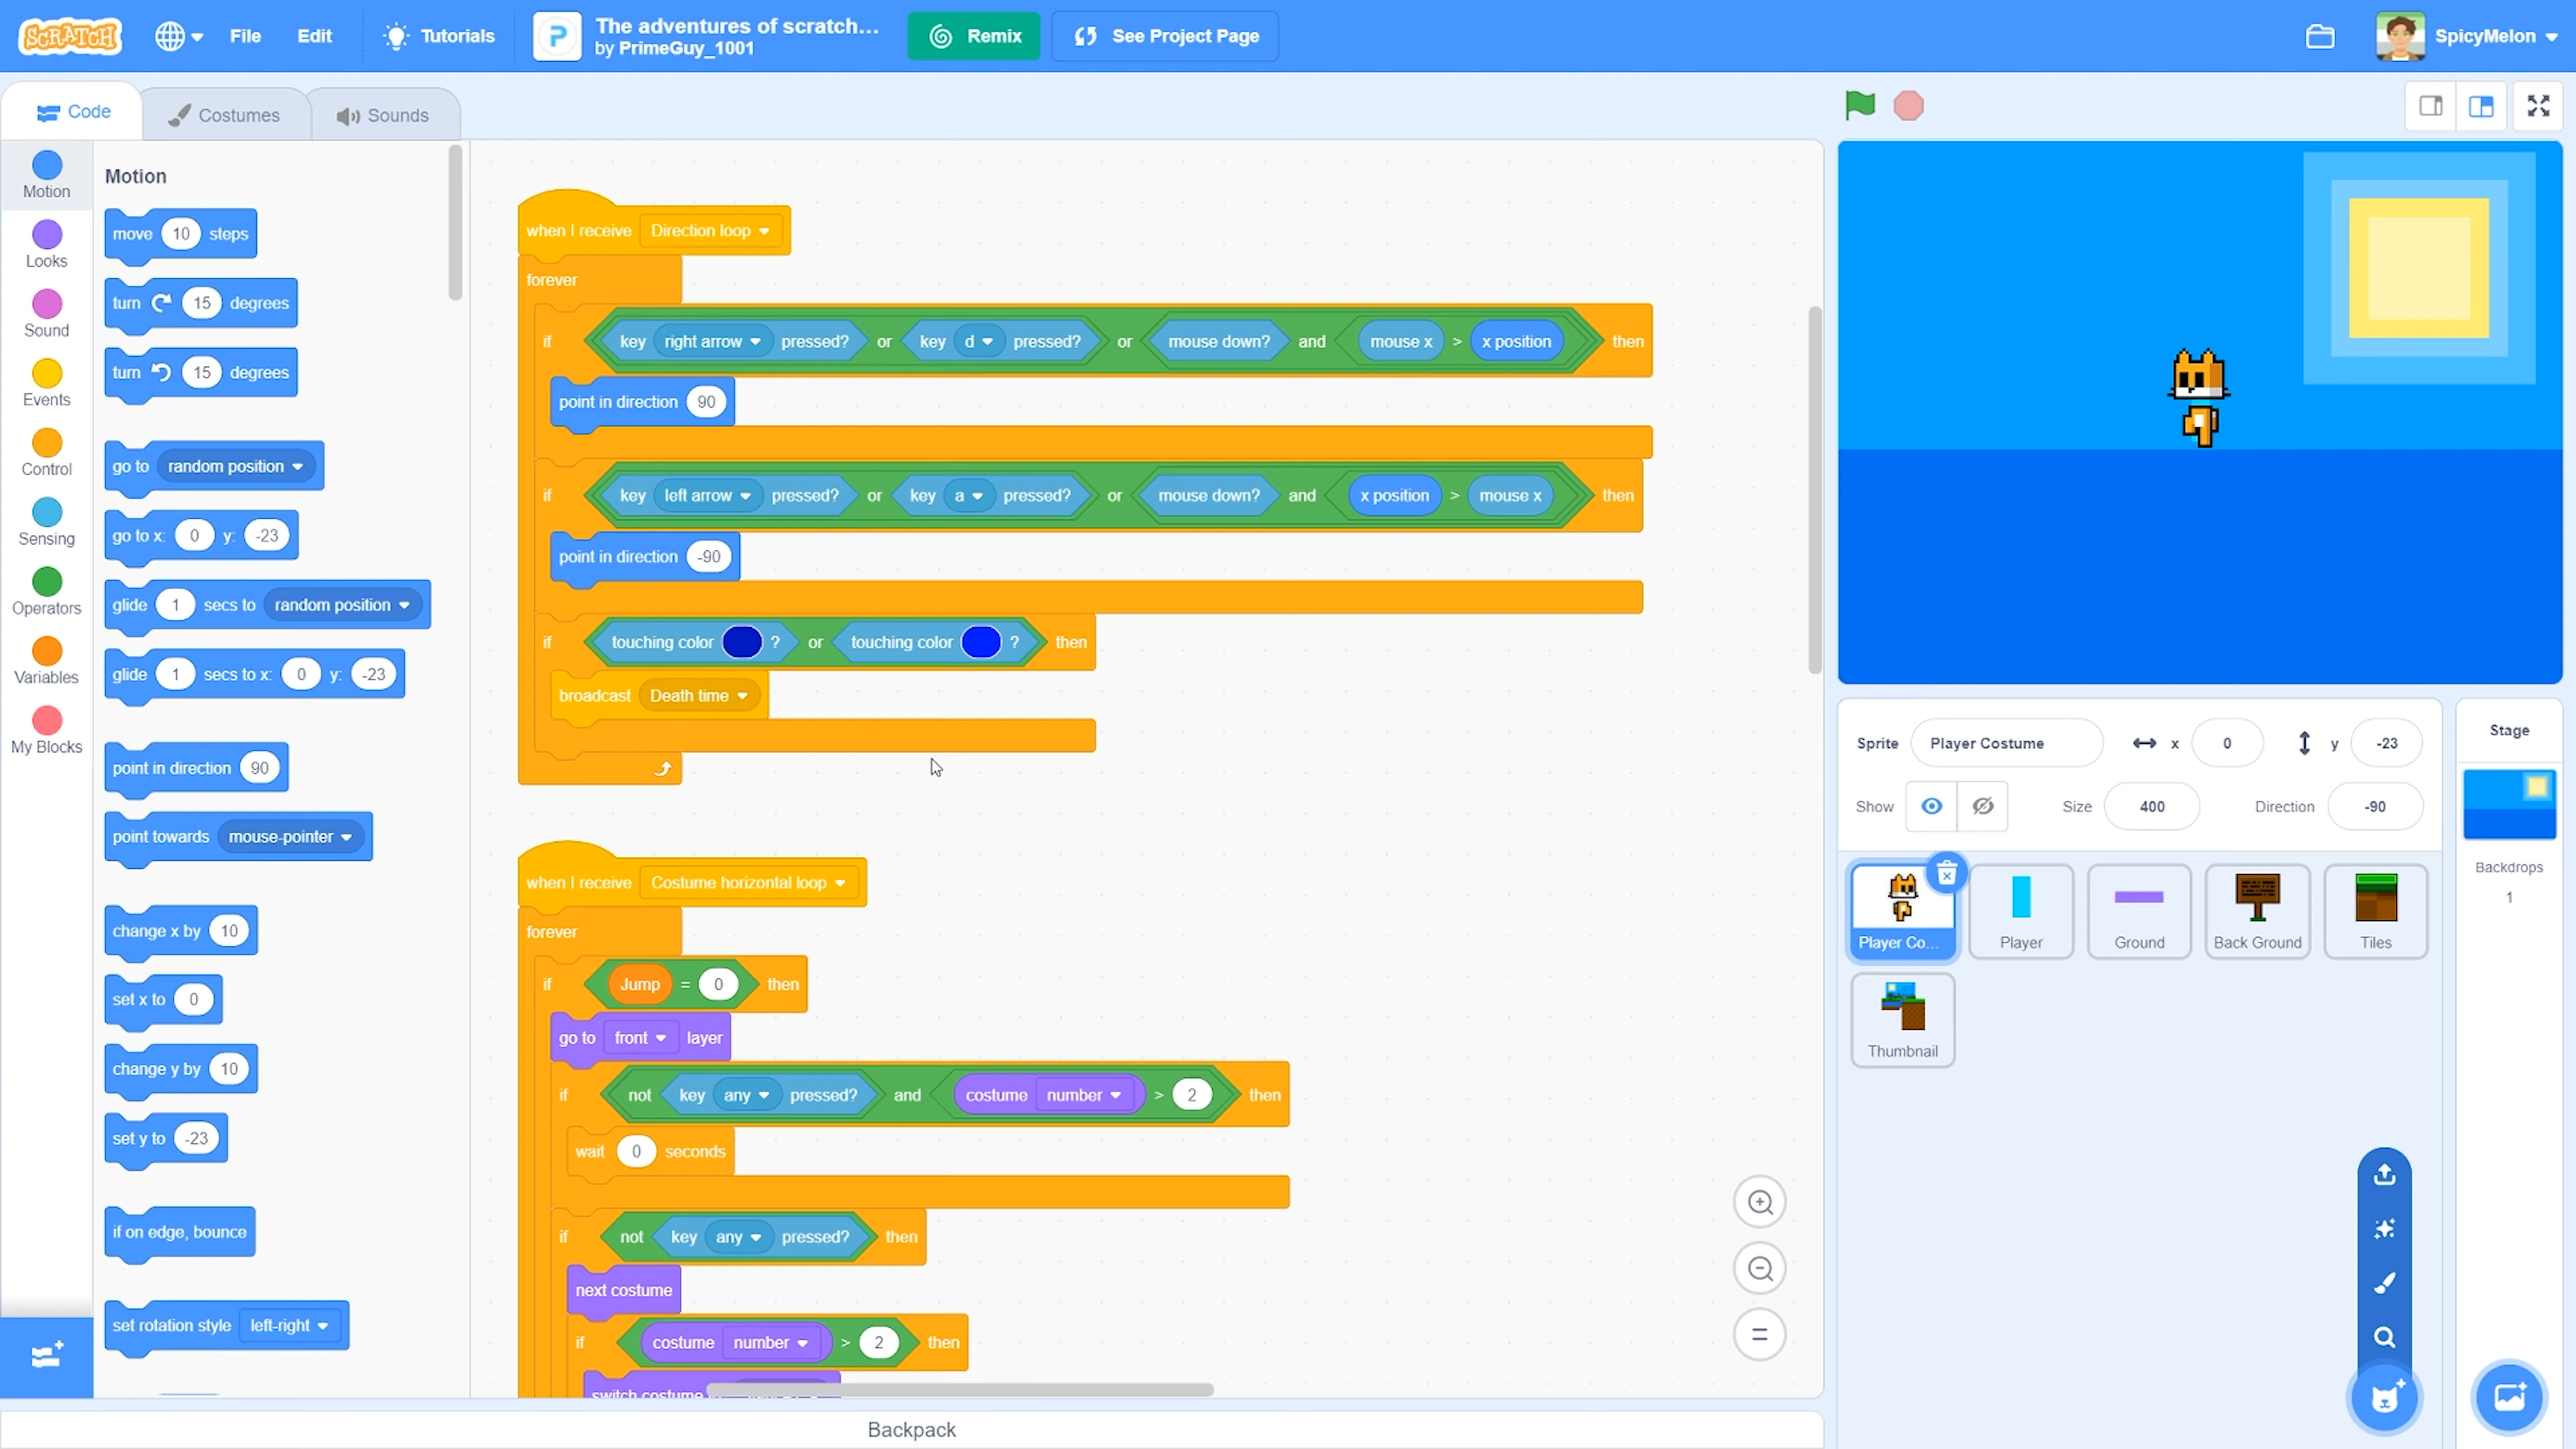 SCRATCH
File
Edit
Tutorials
P
The adventures of scratch...
by PrimeGuy_1001
Remix
See Project Page
SpicyMelon
Code
Costumes
Sounds
Motion
Looks
Sound
Events
Control
Sensing
Operators
Variables
My Blocks
Motion
move 10 steps
turn 15 degrees
turn 15 degrees
go to random position
go to x: 0 y: -23
glide 1 secs to random position
glide 1 secs to x: 0 y: -23
point in direction 90
point towards mouse-pointer
change x by 10
set x to 0
change y by 10
set y to -23
if on edge, bounce
set rotation style left-right
when I receive Direction loop
forever
if key right arrow pressed? or key d pressed? or mouse down? and mouse x > x position then
point in direction 90
if key left arrow pressed? or key a pressed? or mouse down? and x position > mouse x then
point in direction -90
if touching color ? or touching color ? then
broadcast Death time
when I receive Costume horizontal loop
forever
if Jump = 0 then
go to front layer
if not key any pressed? and costume number > 2 then
wait 0 seconds
if not key any pressed? then
next costume
if costume number > 2 then
switch costume
Backpack
Sprite Player Costume x 0 y -23
Show Size 400 Direction -90
Player Co...
Player
Ground
Back Ground
Tiles
Thumbnail
Stage
Backdrops
1